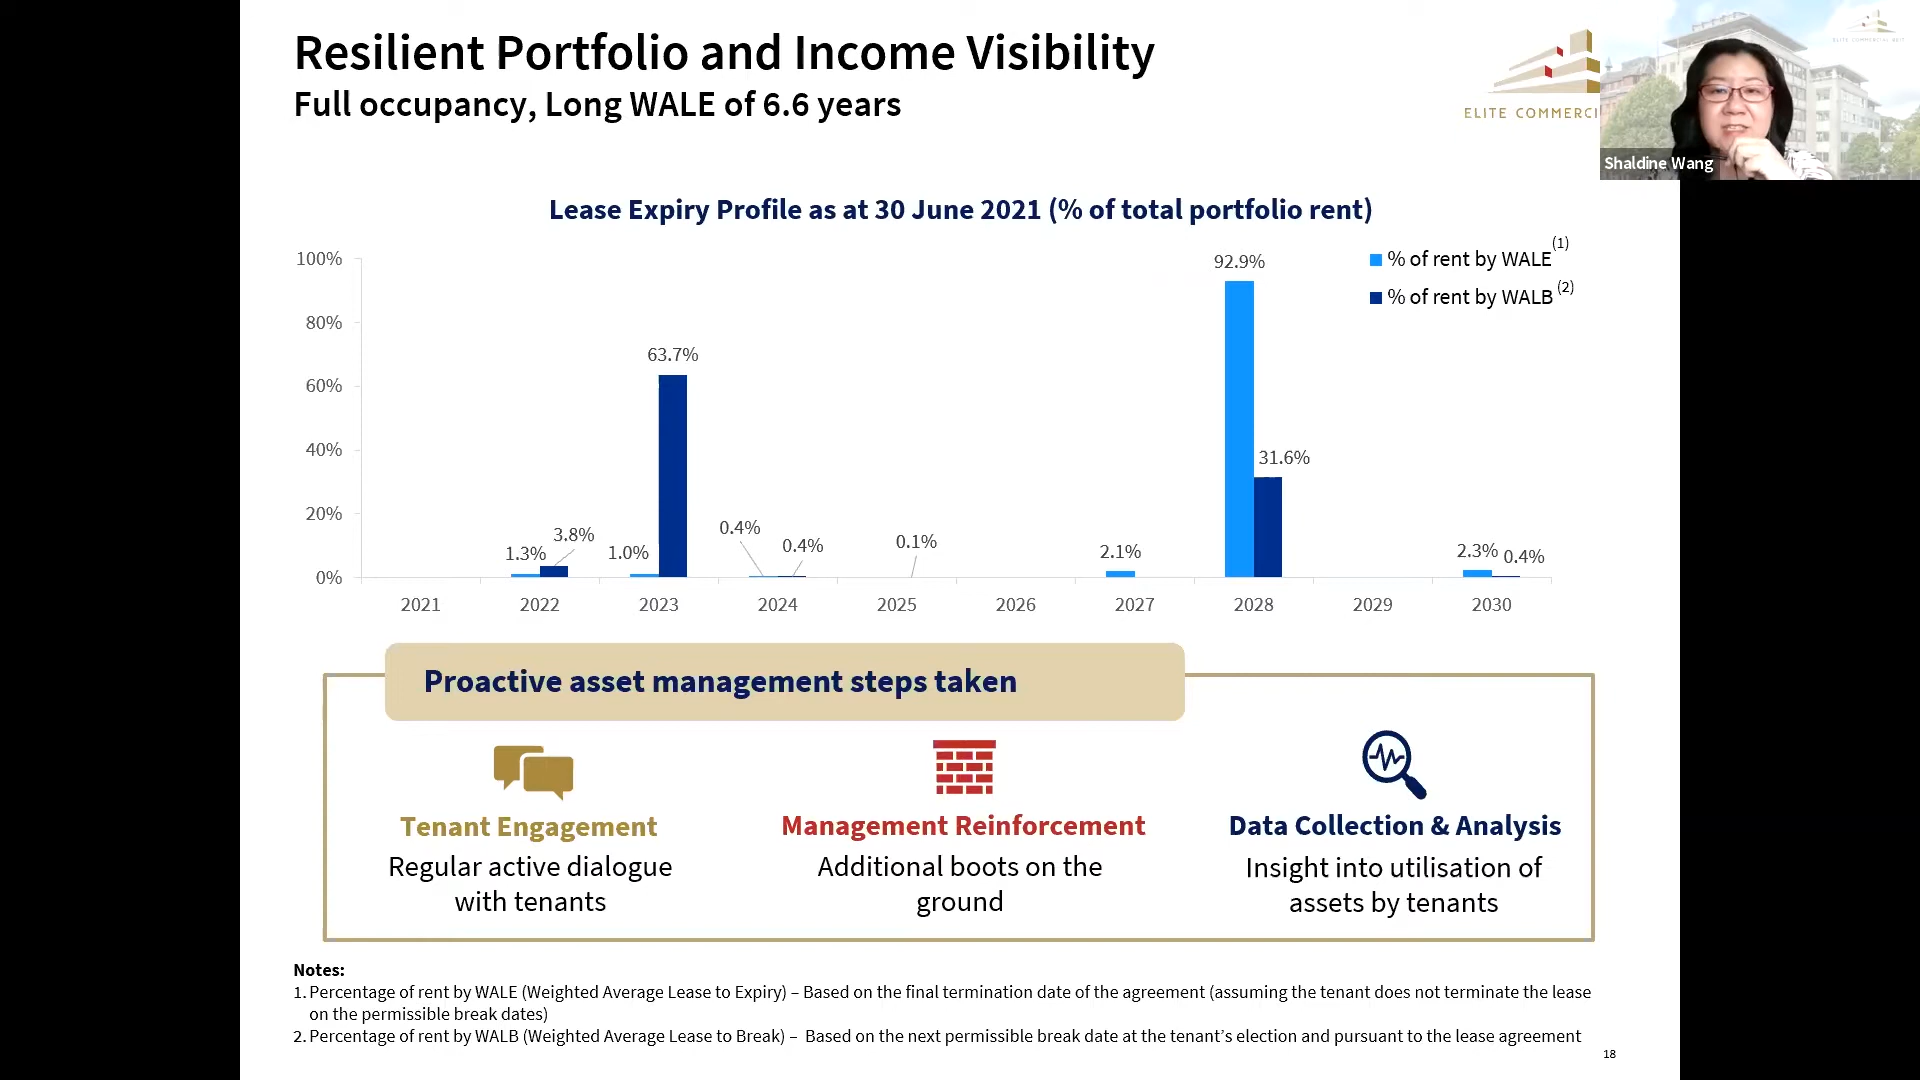 Resilient Portfolio and Income Visibility
Full occupancy, Long WALE of 6.6 years
ELITE COMMERCI
Shaldine Wang
Lease Expiry Profile as at 30 June 2021 (% of total portfolio rent)
% of rent by WALE (1)
% of rent by WALB (2)
100%
80%
60%
40%
20%
0%
1.3%
3.8%
1.0%
63.7%
0.4%
0.4%
0.1%
2.1%
92.9%
31.6%
2.3%
0.4%
2021 2022 2023 2024 2025 2026 2027 2028 2029 2030
Proactive asset management steps taken
Tenant Engagement
Regular active dialogue
with tenants
Management Reinforcement
Additional boots on the
ground
Data Collection & Analysis
Insight into utilisation of
assets by tenants
Notes:
1. Percentage of rent by WALE (Weighted Average Lease to Expiry) – Based on the final termination date of the agreement (assuming the tenant does not terminate the lease
on the permissible break dates)
2. Percentage of rent by WALB (Weighted Average Lease to Break) – Based on the next permissible break date at the tenant's election and pursuant to the lease agreement
18